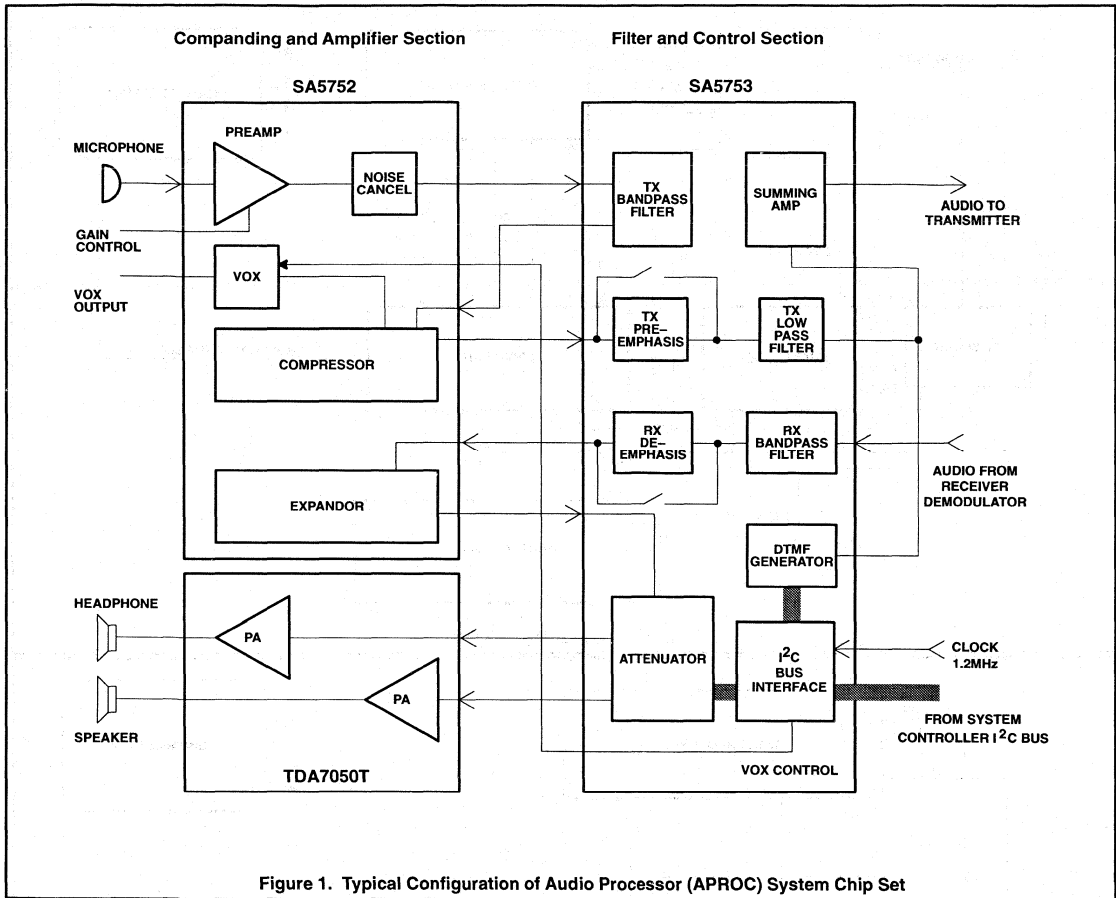 Companding and Amplifier Section
Filter and Control Section
SA5752
SA5753
PREAMP
MICROPHONE
NOISE
CANCEL
TX
BANDPASS
FILTER
SUMMING
AMP
AUDIO TO
TRANSMITTER
GAIN
CONTROL
VOX
VOX
OUTPUT
COMPRESSOR
TX
PRE–
EMPHASIS
TX
LOW
PASS
FILTER
RX
DE–
EMPHASIS
RX
BANDPASS
FILTER
AUDIO FROM
RECEIVER
DEMODULATOR
EXPANDOR
DTMF
GENERATOR
HEADPHONE
PA
ATTENUATOR
I²C
BUS
INTERFACE
CLOCK
1.2MHz
PA
SPEAKER
FROM SYSTEM
CONTROLLER I²C BUS
VOX CONTROL
TDA7050T
Figure 1. Typical Configuration of Audio Processor (APROC) System Chip Set